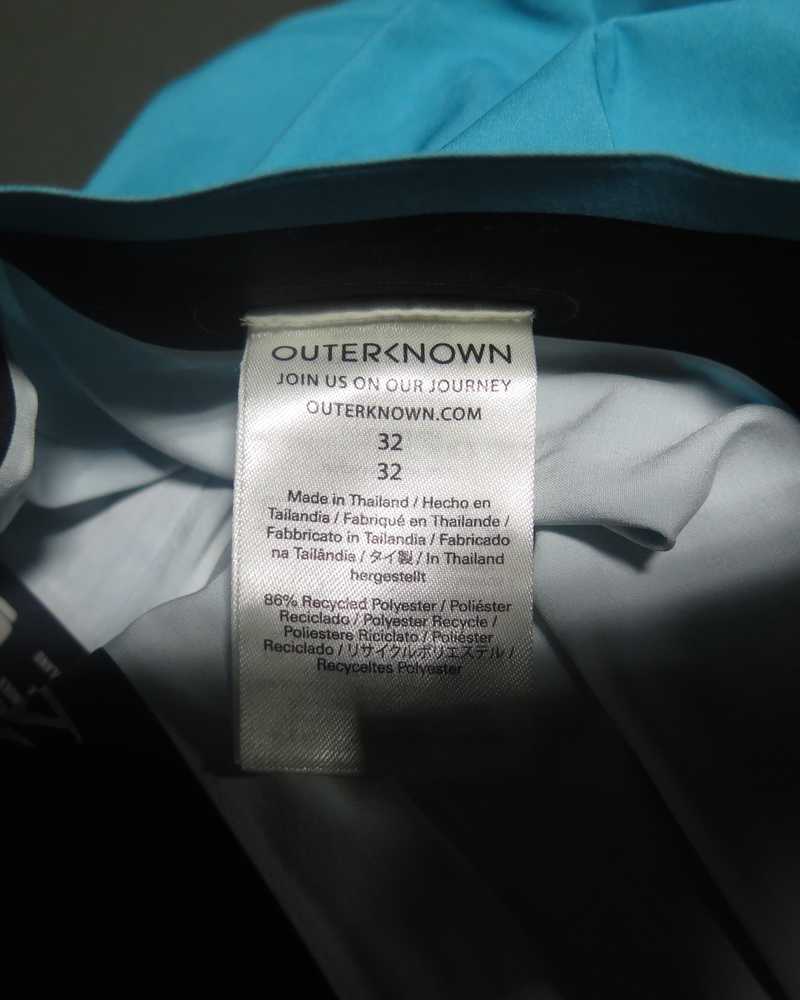 OUTERKNOWN
JOIN US ON OUR JOURNEY
OUTERKNOWN.COM
32
32
Made in Thailand / Hecho en
Tailandia / Fabriqué en Thailande /
Fabbricato in Tailandia / Fabricado
na Tailândia / タイ製 / In Thailand
hergestellt
86% Recycled Polyester / Poliéster
Reciclado / Polyester Recycle /
Poliestere Riciclato / Poliéster
Reciclado / リサイクルポリエステル /
Recyceltes Polyester